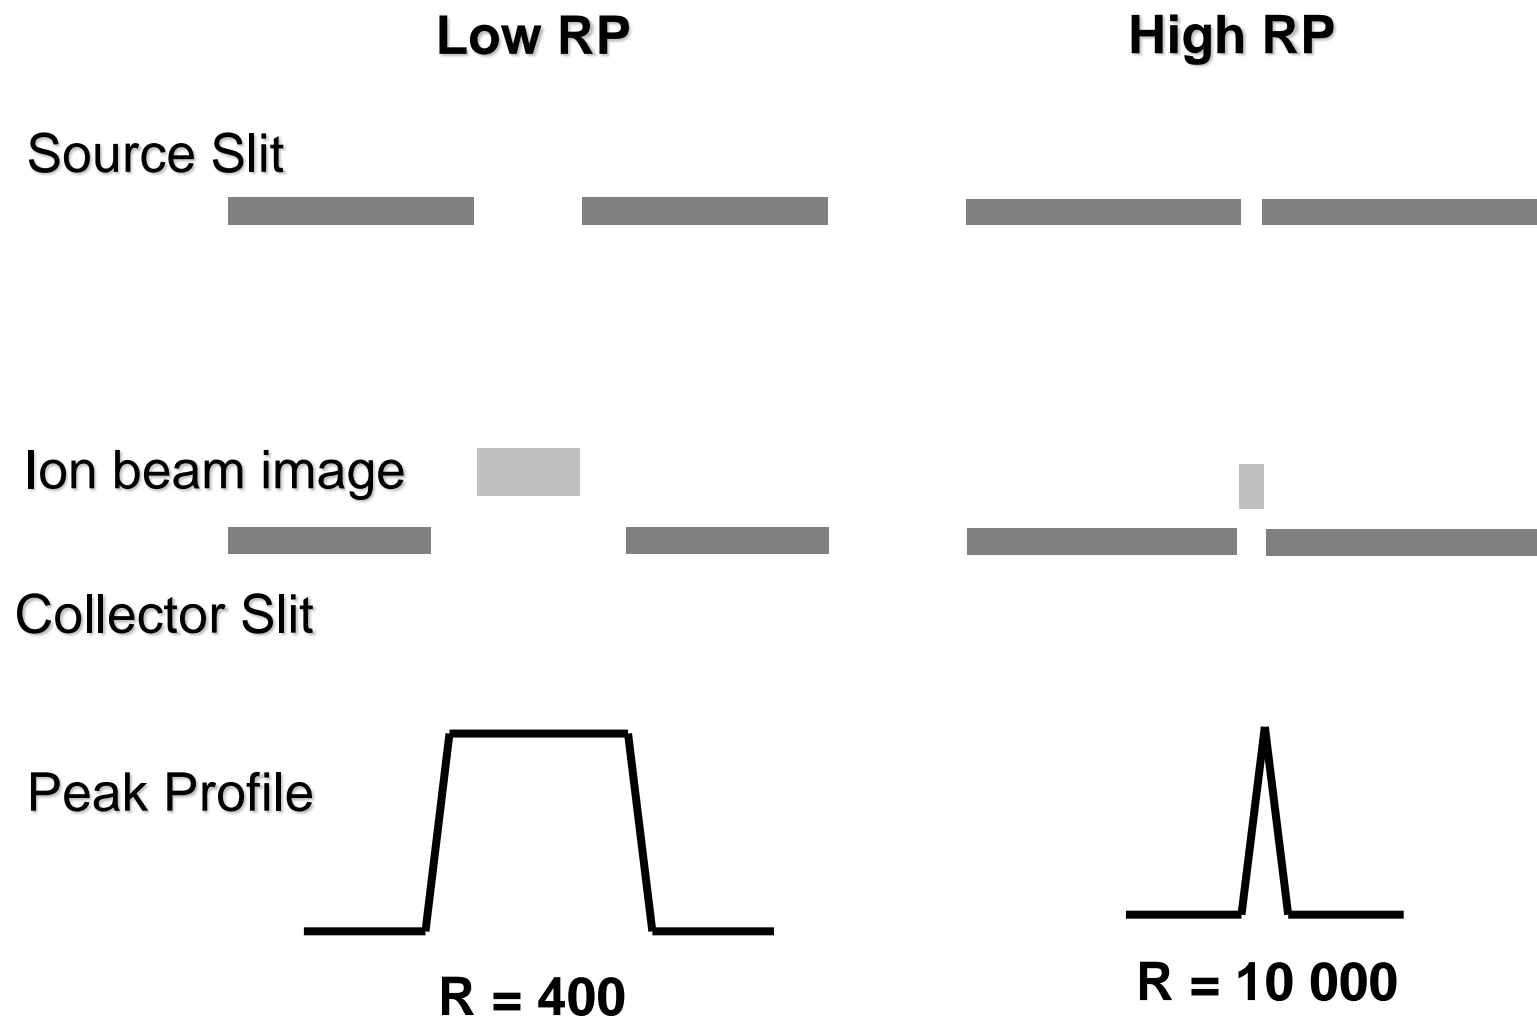 Low RP
High RP
Source Slit
Ion beam image
Collector Slit
Peak Profile
R = 400
R = 10 000